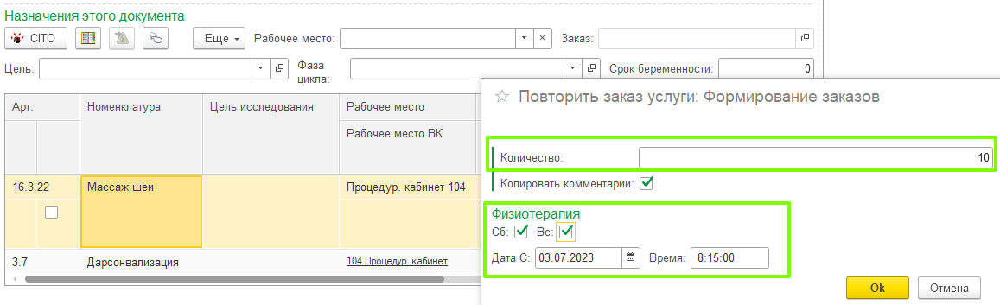 Назначения этого документа
CITO Еще Рабочее место: Заказ:
Цель: Фаза цикла: Срок беременности: 0
Арт. Номенклатура Цель исследования Рабочее место
Рабочее место ВК
16.3.22 Массаж шеи Процедур. кабинет 104
3.7 Дарсонвализация 104 Процедур. кабинет
Повторить заказ услуги: Формирование заказов
Количество: 10
Копировать комментарии:
Физиотерапия
Сб: Вс:
Дата С: 03.07.2023 Время: 8:15:00
Ok Отмена